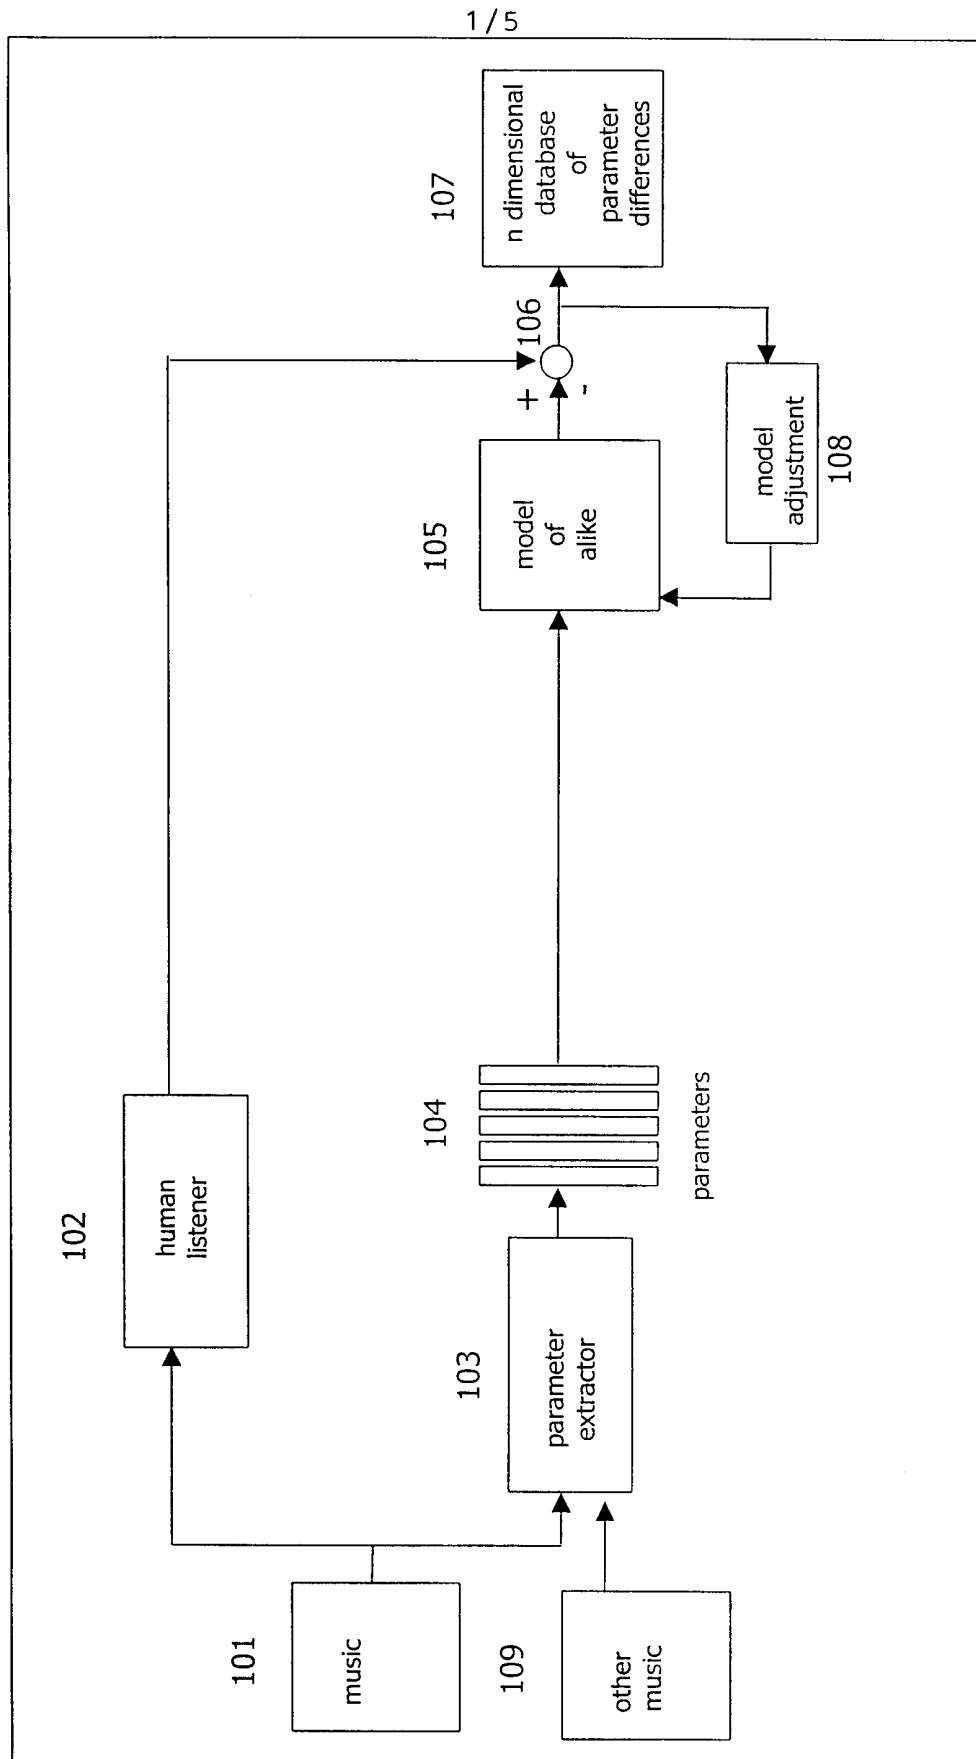 1/5
101
music
102
human
listener
109
other
music
103
parameter
extractor
104
parameters
105
model
of
alike
+
-
106
107
n dimensional
database
of
parameter
differences
model
adjustment
108